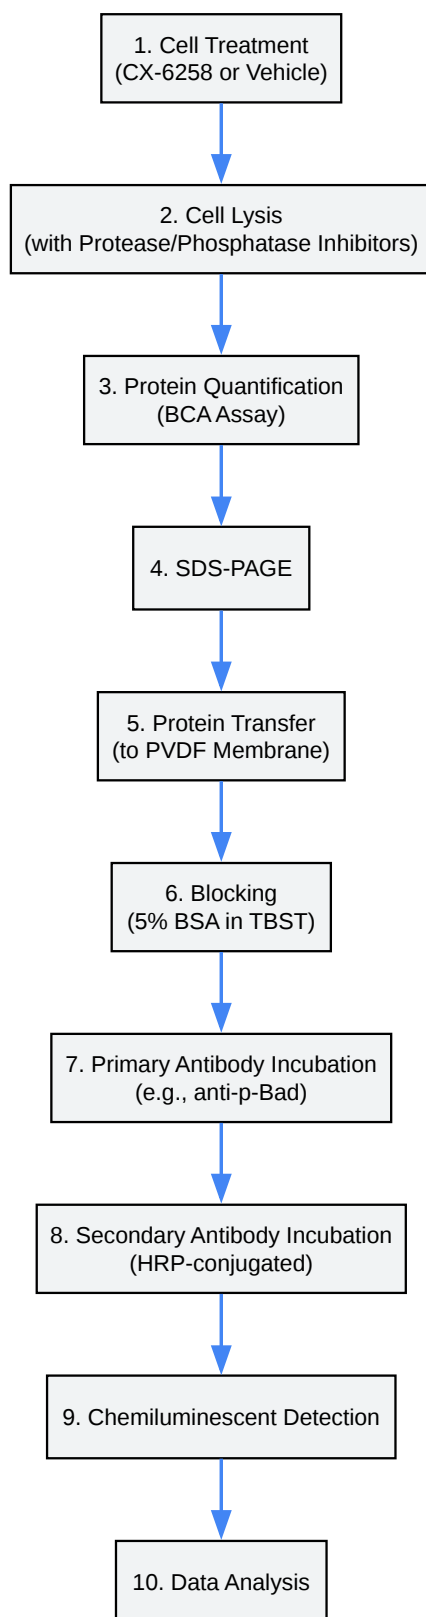 1. Cell Treatment
(CX-6258 or Vehicle)
2. Cell Lysis
(with Protease/Phosphatase Inhibitors)
3. Protein Quantification
(BCA Assay)
4. SDS-PAGE
5. Protein Transfer
(to PVDF Membrane)
6. Blocking
(5% BSA in TBST)
7. Primary Antibody Incubation
(e.g., anti-p-Bad)
8. Secondary Antibody Incubation
(HRP-conjugated)
9. Chemiluminescent Detection
10. Data Analysis